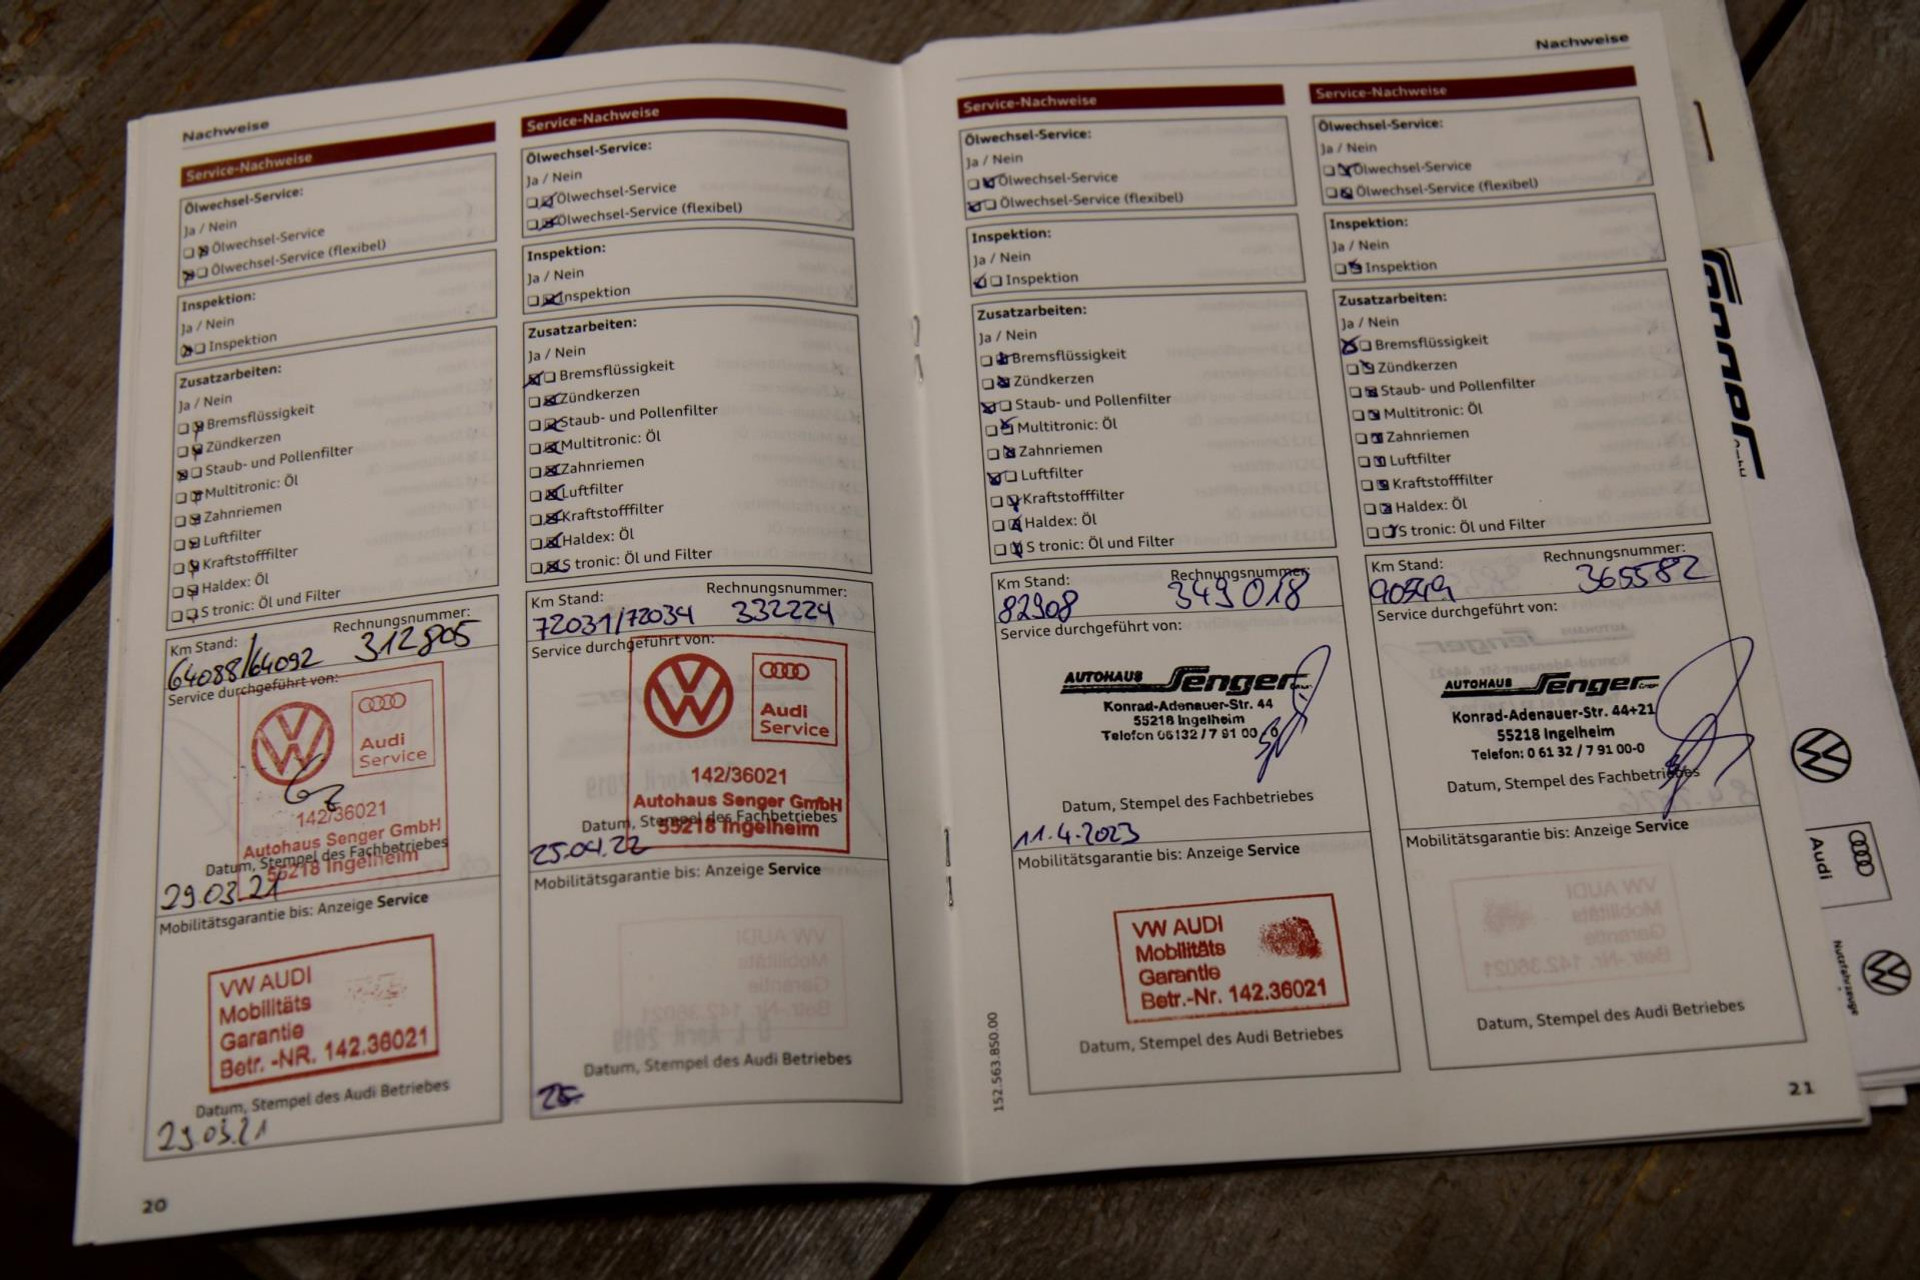 Nachweise
Service-Nachweise
Ölwechsel-Service:
Ja / Nein
Ölwechsel-Service
Ölwechsel-Service (flexibel)
Inspektion:
Ja / Nein
Inspektion
Zusatzarbeiten:
Ja / Nein
Bremsflüssigkeit
Zündkerzen
Staub- und Pollenfilter
Multitronic: Öl
Zahnriemen
Luftfilter
Kraftstofffilter
Haldex: Öl
S tronic: Öl und Filter
Km Stand: Rechnungsnummer:
64088/64092 312805
Service durchgeführt von:
Audi
Service
142/36021
Autohaus Senger GmbH
Datum, Stempel des Fachbetriebes
55218 Ingelheim
29.03.21
Mobilitätsgarantie bis: Anzeige Service
VW AUDI
Mobilitäts
Garantie
Betr. -NR. 142.36021
Datum, Stempel des Audi Betriebes
29.03.21
20
Service-Nachweise
Ölwechsel-Service:
Ja / Nein
Ölwechsel-Service
Ölwechsel-Service (flexibel)
Inspektion:
Ja / Nein
Inspektion
Zusatzarbeiten:
Ja / Nein
Bremsflüssigkeit
Zündkerzen
Staub- und Pollenfilter
Multitronic: Öl
Zahnriemen
Luftfilter
Kraftstofffilter
Haldex: Öl
S tronic: Öl und Filter
Km Stand: Rechnungsnummer:
72031/72034 332224
Service durchgeführt von:
Audi
Service
142/36021
Autohaus Senger GmbH
Datum, Stempel des Fachbetriebes
55218 Ingelheim
25.04.22
Mobilitätsgarantie bis: Anzeige Service
Datum, Stempel des Audi Betriebes
25.
Nachweise
Service-Nachweise
Ölwechsel-Service:
Ja / Nein
Ölwechsel-Service
Ölwechsel-Service (flexibel)
Inspektion:
Ja / Nein
Inspektion
Zusatzarbeiten:
Ja / Nein
Bremsflüssigkeit
Zündkerzen
Staub- und Pollenfilter
Multitronic: Öl
Zahnriemen
Luftfilter
Kraftstofffilter
Haldex: Öl
S tronic: Öl und Filter
Km Stand: Rechnungsnummer:
82908 349018
Service durchgeführt von:
AUTOHAUS Senger GmbH
Konrad-Adenauer-Str. 44
55218 Ingelheim
Telefon 06132 / 7 91 00
Datum, Stempel des Fachbetriebes
11.4.2023
Mobilitätsgarantie bis: Anzeige Service
VW AUDI
Mobilitäts
Garantie
Betr.-Nr. 142.36021
Datum, Stempel des Audi Betriebes
152.563.850.00
Service-Nachweise
Ölwechsel-Service:
Ja / Nein
Ölwechsel-Service
Ölwechsel-Service (flexibel)
Inspektion:
Ja / Nein
Inspektion
Zusatzarbeiten:
Ja / Nein
Bremsflüssigkeit
Zündkerzen
Staub- und Pollenfilter
Multitronic: Öl
Zahnriemen
Luftfilter
Kraftstofffilter
Haldex: Öl
S tronic: Öl und Filter
Km Stand: Rechnungsnummer:
365582
Service durchgeführt von:
AUTOHAUS Senger GmbH
Konrad-Adenauer-Str. 44+21
55218 Ingelheim
Telefon: 0 61 32 / 7 91 00-0
Datum, Stempel des Fachbetriebes
Mobilitätsgarantie bis: Anzeige Service
Datum, Stempel des Audi Betriebes
21
Audi
Nutzfahrzeuge